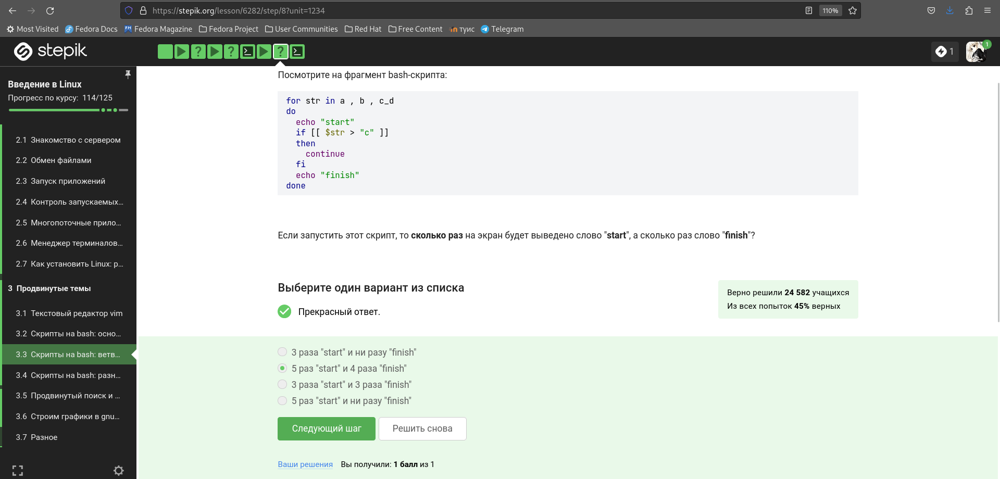 https://stepik.org/lesson/6282/step/8?unit=1234
110%
Most Visited
Fedora Docs
Fedora Magazine
Fedora Project
User Communities
Red Hat
Free Content
туис
Telegram
stepik
1
1
Введение в Linux
Прогресс по курсу: 114/125
2.1 Знакомство с сервером
2.2 Обмен файлами
2.3 Запуск приложений
2.4 Контроль запускаемых...
2.5 Многопоточные прило...
2.6 Менеджер терминалов...
2.7 Как установить Linux: р...
3 Продвинутые темы
3.1 Текстовый редактор vim
3.2 Скрипты на bash: осно...
3.3 Скрипты на bash: ветв...
3.4 Скрипты на bash: разн...
3.5 Продвинутый поиск и ...
3.6 Строим графики в gnu...
3.7 Разное
Посмотрите на фрагмент bash-скрипта:
for str in a , b , c_d
do
  echo "start"
  if [[ $str > "c" ]]
  then
    continue
  fi
  echo "finish"
done
Если запустить этот скрипт, то сколько раз на экран будет выведено слово "start", а сколько раз слово "finish"?
Выберите один вариант из списка
Прекрасный ответ.
Верно решили 24 582 учащихся
Из всех попыток 45% верных
3 раза "start" и ни разу "finish"
5 раз "start" и 4 раза "finish"
3 раза "start" и 3 раза "finish"
5 раз "start" и ни разу "finish"
Следующий шаг
Решить снова
Ваши решения Вы получили: 1 балл из 1